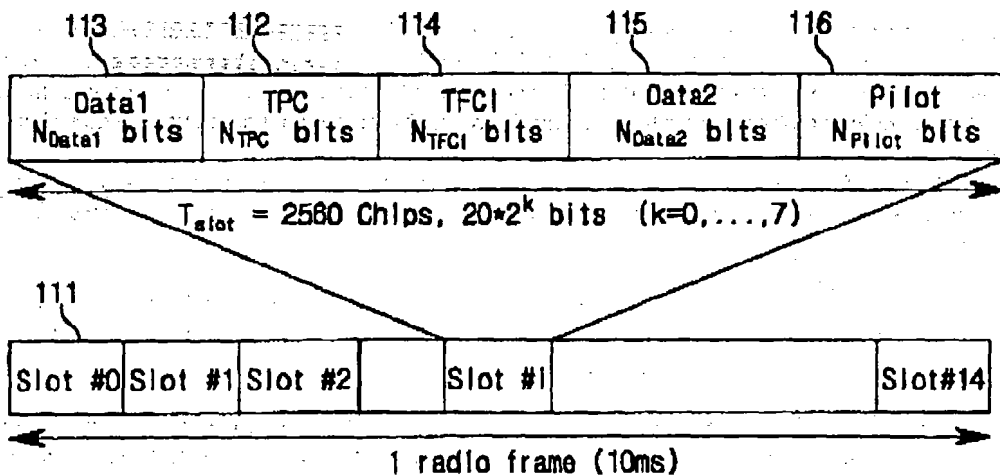 113 112 114 115 116
Data1 TPC TFCI Data2 Pilot
N_Data1 bits N_TPC bits N_TFCI bits N_Data2 bits N_Pilot bits
T_slot = 2560 Chips, 20*2^k bits (k=0,...,7)
111
Slot #0 Slot #1 Slot #2 Slot #i Slot#14
1 radio frame (10ms)